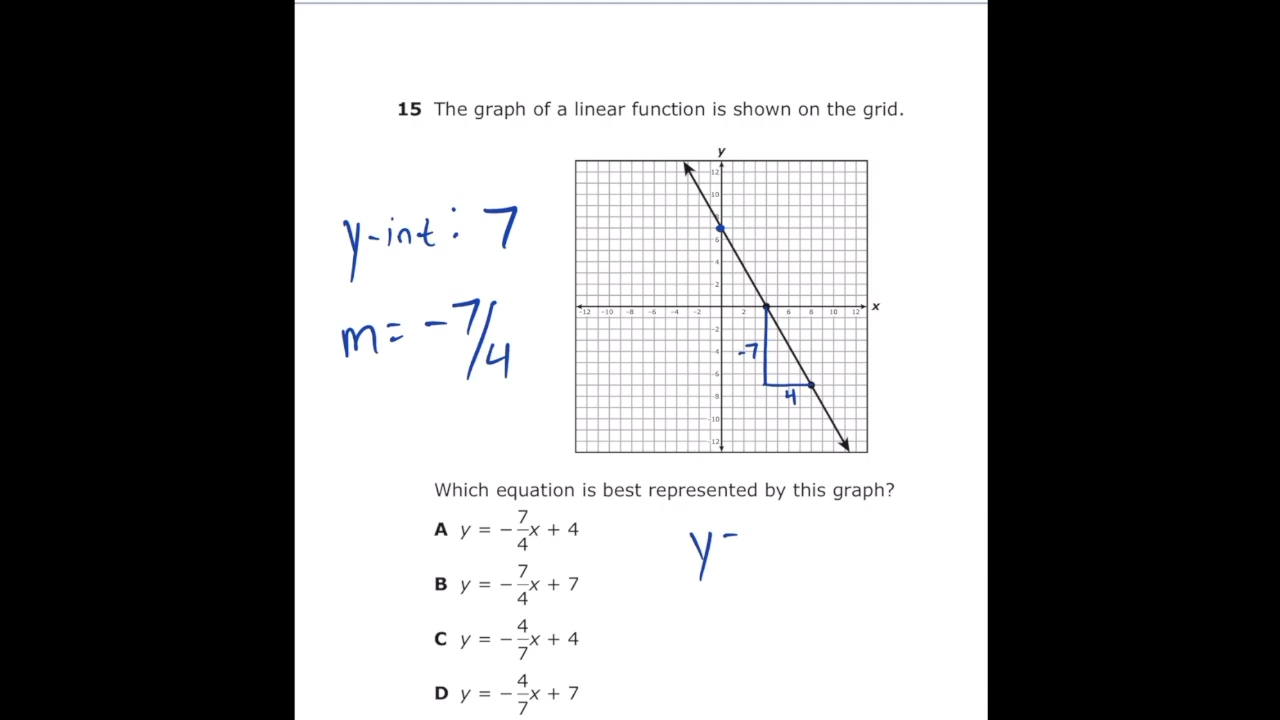 15 The graph of a linear function is shown on the grid.
y
12
10
y-int: 7
6
4
2
-12 -10 -8 -6 -4 -2 2 4 6 8 10 12 x
-2
m = -7/4
-7 -4
-6
4
-8
-10
-12
Which equation is best represented by this graph?
A y = -7/4x + 4
y =
B y = -7/4x + 7
C y = -4/7x + 4
D y = -4/7x + 7